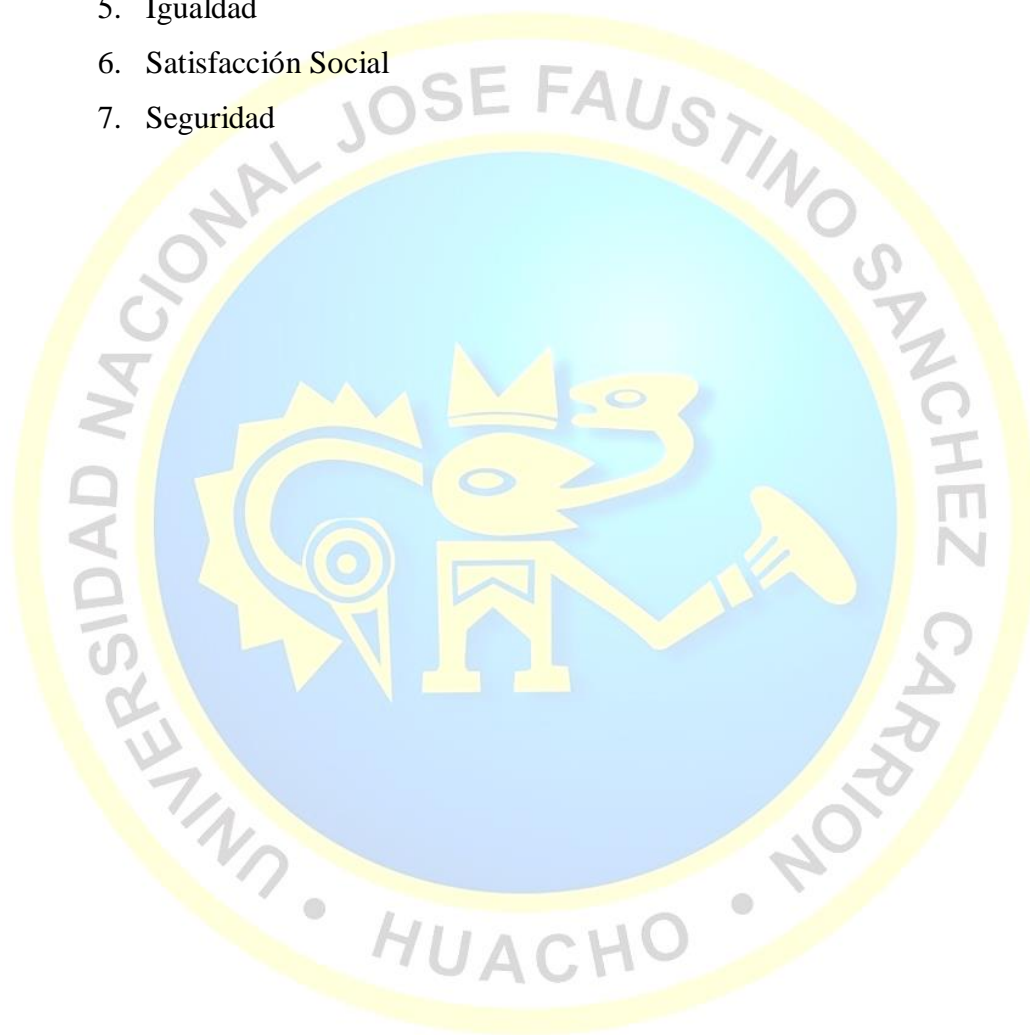 5. Igualdad
6. Satisfacción Social
7. Seguridad
UNIVERSIDAD NACIONAL JOSE FAUSTINO SANCHEZ CARRION
• HUACHO •